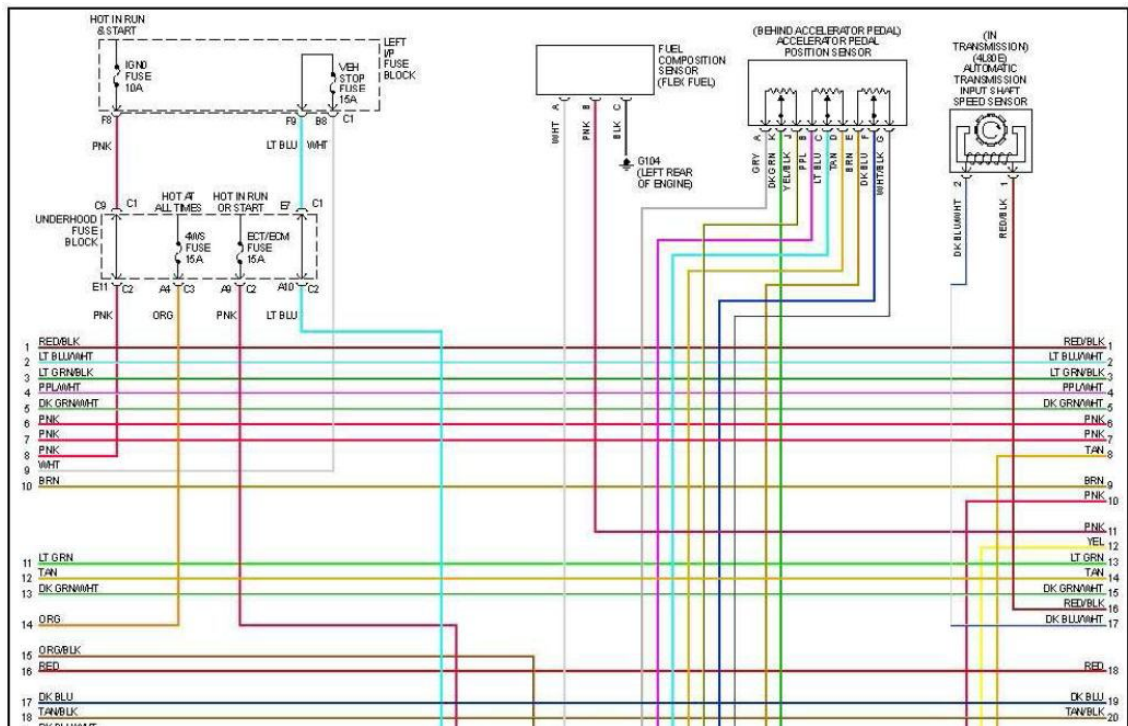 HOT IN RUN
& START
IGN0
FUSE
10A
VEH
STOP
FUSE
15A
LEFT
I/P
FUSE
BLOCK
F8
F9
B8
C1
PNK
LT BLU
WHT
C9
C1
HOT AT
ALL TIMES
HOT IN RUN
OR START
E7
C1
UNDERHOOD
FUSE
BLOCK
4WS
FUSE
15A
ECT/ECM
FUSE
15A
E11
C2
A4
C3
A9
C2
A10
C2
PNK
ORG
PNK
LT BLU
FUEL
COMPOSITION
SENSOR
(FLEX FUEL)
A
B
C
WHT
PNK
BLK
G104
(LEFT REAR
OF ENGINE)
(BEHIND ACCELERATOR PEDAL)
ACCELERATOR PEDAL
POSITION SENSOR
A
K
J
B
C
D
E
F
G
GRY
DK GRN
YEL/BLK
PPL
LT BLU
TAN
BRN
DK BLU
WHT/BLK
(IN
TRANSMISSION)
(4L80E)
AUTOMATIC
TRANSMISSION
INPUT SHAFT
SPEED SENSOR
2
1
DK BLU/WHT
RED/BLK
1 RED/BLK
2 LT BLU/WHT
3 LT GRN/BLK
4 PPL/WHT
5 DK GRN/WHT
6 PNK
7 PNK
8 PNK
9 WHT
10 BRN
11 LT GRN
12 TAN
13 DK GRN/WHT
14 ORG
15 ORG/BLK
16 RED
17 DK BLU
18 TAN/BLK
DK BLU/WHT
RED/BLK 1
LT BLU/WHT 2
LT GRN/BLK 3
PPL/WHT 4
DK GRN/WHT 5
PNK 6
PNK 7
TAN 8
BRN 9
PNK 10
PNK 11
YEL 12
LT GRN 13
TAN 14
DK GRN/WHT 15
RED/BLK 16
DK BLU/WHT 17
RED 18
DK BLU 19
TAN/BLK 20